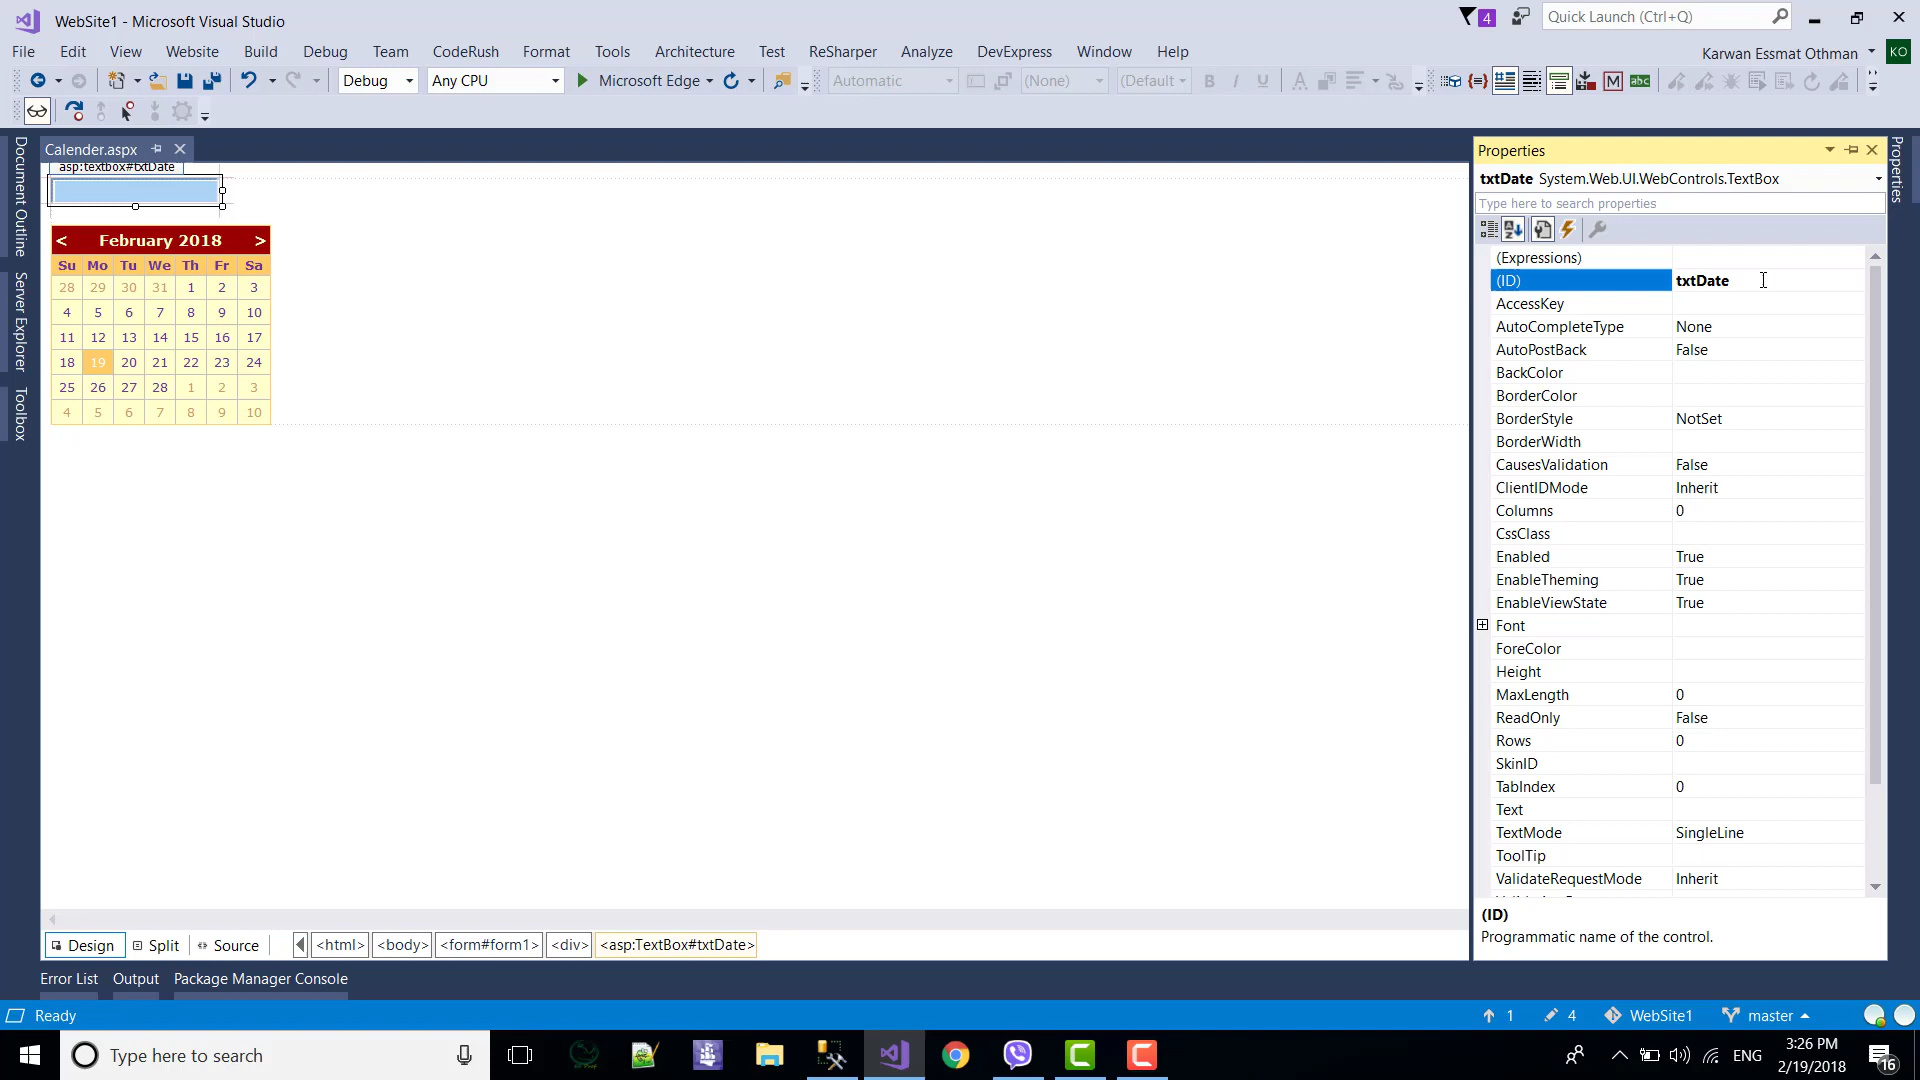 WebSite1 - Microsoft Visual Studio
4
Quick Launch (Ctrl+Q)
File Edit View Website Build Debug Team CodeRush Format Tools Architecture Test ReSharper Analyze DevExpress Window Help
Karwan Essmat Othman
KO
Debug
Any CPU
Microsoft Edge
Automatic
(None)
(Default
B I U
A
M
abc
Document Outline
Server Explorer
Toolbox
Calender.aspx
asp:textbox#txtDate
< February 2018 >
Su Mo Tu We Th Fr Sa
28 29 30 31 1 2 3
4 5 6 7 8 9 10
11 12 13 14 15 16 17
18 19 20 21 22 23 24
25 26 27 28 1 2 3
4 5 6 7 8 9 10
Properties
Properties
txtDate System.Web.UI.WebControls.TextBox
Type here to search properties
(Expressions)
(ID) txtDate
AccessKey
AutoCompleteType None
AutoPostBack False
BackColor
BorderColor
BorderStyle NotSet
BorderWidth
CausesValidation False
ClientIDMode Inherit
Columns 0
CssClass
Enabled True
EnableTheming True
EnableViewState True
Font
ForeColor
Height
MaxLength 0
ReadOnly False
Rows 0
SkinID
TabIndex 0
Text
TextMode SingleLine
ToolTip
ValidateRequestMode Inherit
(ID)
Programmatic name of the control.
Design Split Source
<html> <body> <form#form1> <div> <asp:TextBox#txtDate>
Error List Output Package Manager Console
Ready
1
4
WebSite1
master
Type here to search
ENG
3:26 PM
2/19/2018
16